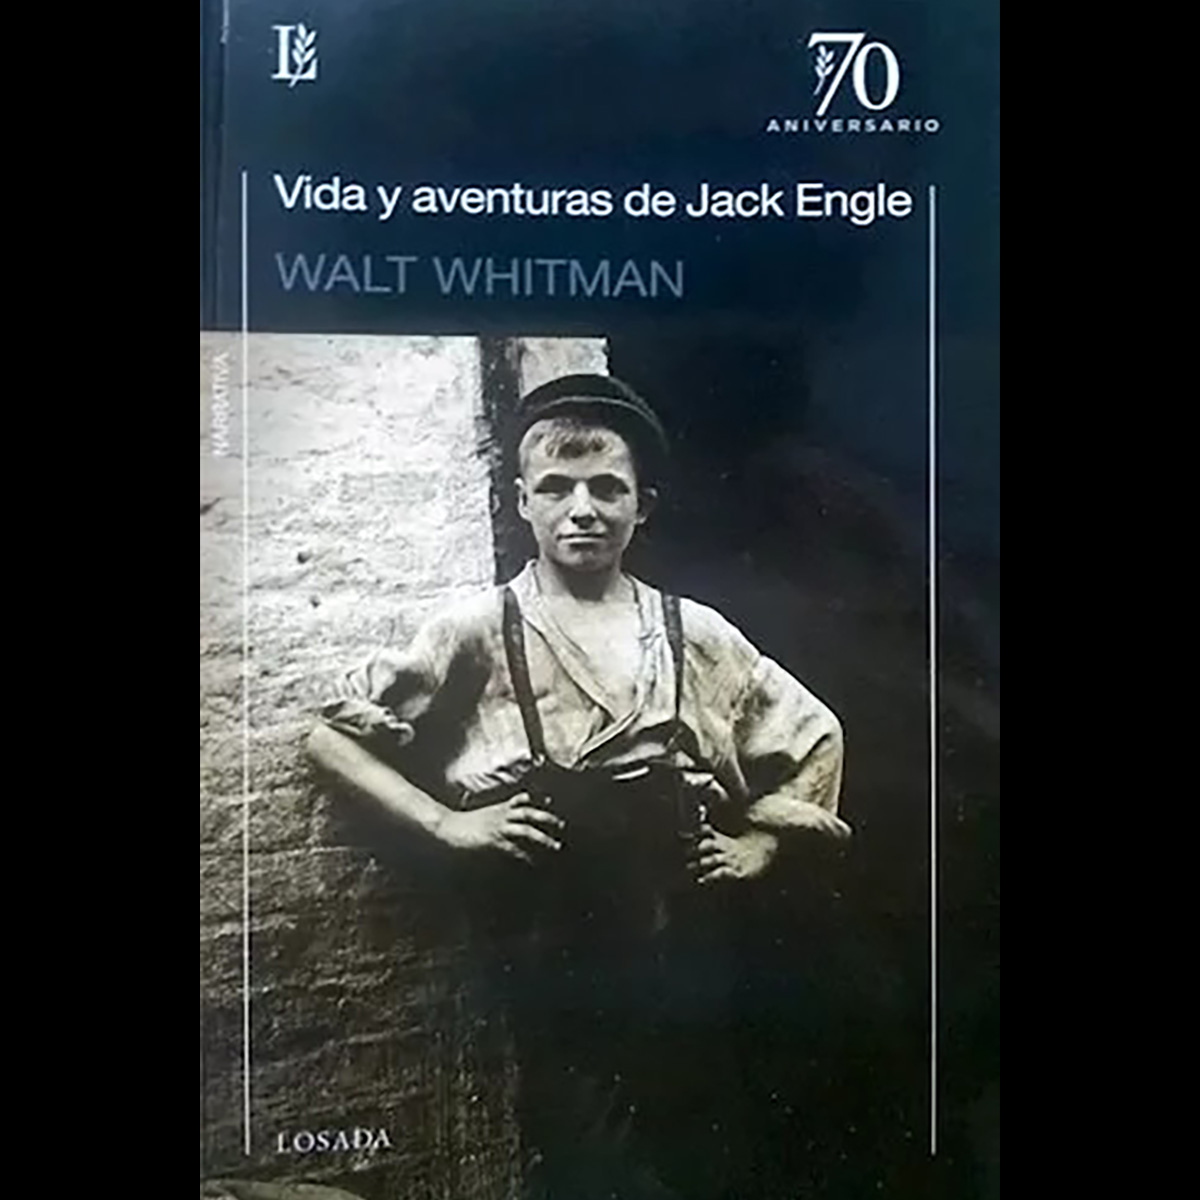 L
70
ANIVERSARIO
Vida y aventuras de Jack Engle
WALT WHITMAN
NARRATIVA
LOSADA